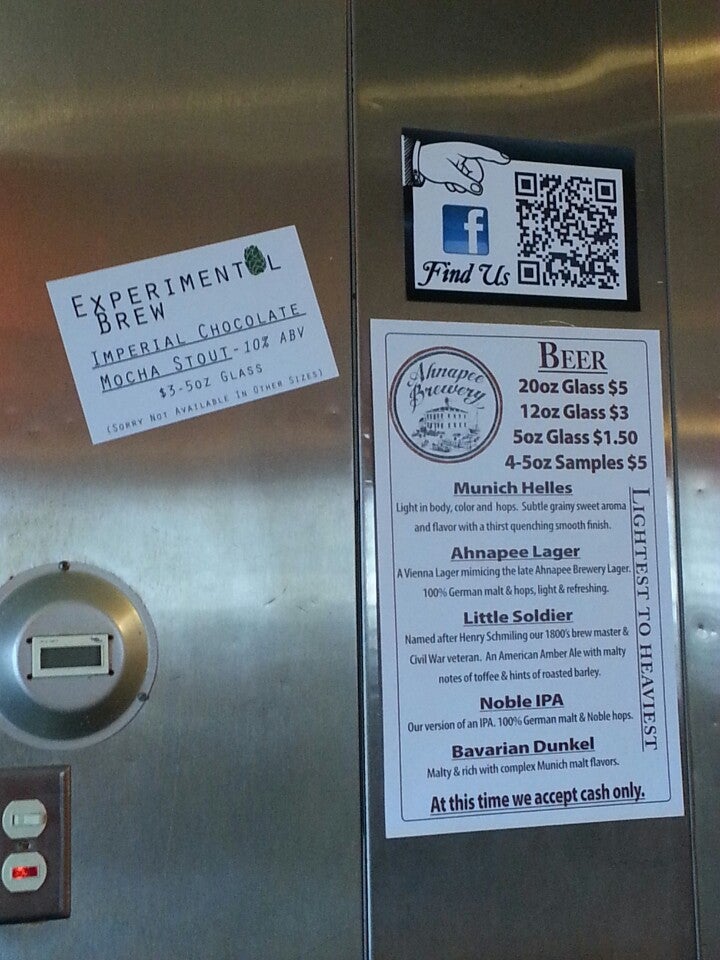 EXPERIMENTAL
BREW
IMPERIAL CHOCOLATE
MOCHA STOUT - 10% ABV
$3-5OZ GLASS
(SORRY NOT AVAILABLE IN OTHER SIZES)
f
Find Us
Ahnapee
Brewery
BEER
20oz Glass $5
12oz Glass $3
5oz Glass $1.50
4-5oz Samples $5
Munich Helles
Light in body, color and hops. Subtle grainy sweet aroma
and flavor with a thirst quenching smooth finish.
Ahnapee Lager
A Vienna Lager mimicing the late Ahnapee Brewery Lager.
100% German malt & hops, light & refreshing.
Little Soldier
Named after Henry Schmiling our 1800's brew master &
Civil War veteran. An American Amber Ale with malty
notes of toffee & hints of roasted barley.
Noble IPA
Our version of an IPA. 100% German malt & Noble hops.
Bavarian Dunkel
Malty & rich with complex Munich malt flavors.
LIGHTEST TO HEAVIEST
At this time we accept cash only.